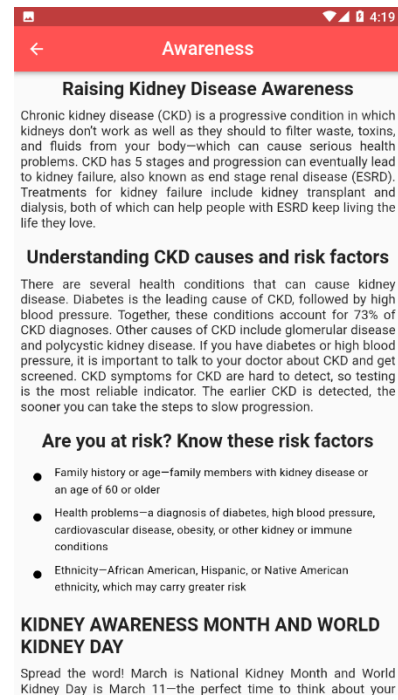 4:19
Awareness
Raising Kidney Disease Awareness
Chronic kidney disease (CKD) is a progressive condition in which
kidneys don't work as well as they should to filter waste, toxins,
and fluids from your body—which can cause serious health
problems. CKD has 5 stages and progression can eventually lead
to kidney failure, also known as end stage renal disease (ESRD).
Treatments for kidney failure include kidney transplant and
dialysis, both of which can help people with ESRD keep living the
life they love.
Understanding CKD causes and risk factors
There are several health conditions that can cause kidney
disease. Diabetes is the leading cause of CKD, followed by high
blood pressure. Together, these conditions account for 73% of
CKD diagnoses. Other causes of CKD include glomerular disease
and polycystic kidney disease. If you have diabetes or high blood
pressure, it is important to talk to your doctor about CKD and get
screened. CKD symptoms for CKD are hard to detect, so testing
is the most reliable indicator. The earlier CKD is detected, the
sooner you can take the steps to slow progression.
Are you at risk? Know these risk factors
Family history or age—family members with kidney disease or
an age of 60 or older
Health problems—a diagnosis of diabetes, high blood pressure,
cardiovascular disease, obesity, or other kidney or immune
conditions
Ethnicity—African American, Hispanic, or Native American
ethnicity, which may carry greater risk
KIDNEY AWARENESS MONTH AND WORLD
KIDNEY DAY
Spread the word! March is National Kidney Month and World
Kidney Day is March 11—the perfect time to think about your